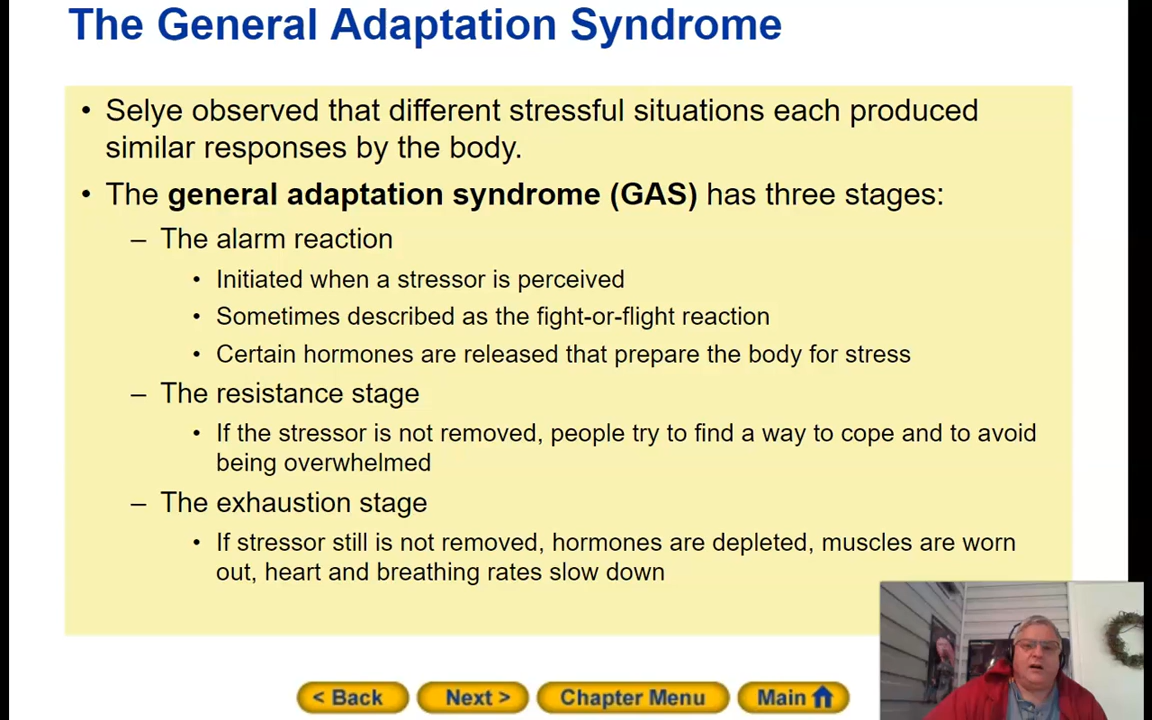 The General Adaptation Syndrome
• Selye observed that different stressful situations each produced
similar responses by the body.
• The general adaptation syndrome (GAS) has three stages:
– The alarm reaction
• Initiated when a stressor is perceived
• Sometimes described as the fight-or-flight reaction
• Certain hormones are released that prepare the body for stress
– The resistance stage
• If the stressor is not removed, people try to find a way to cope and to avoid
being overwhelmed
– The exhaustion stage
• If stressor still is not removed, hormones are depleted, muscles are worn
out, heart and breathing rates slow down
< Back
Next >
Chapter Menu
Main